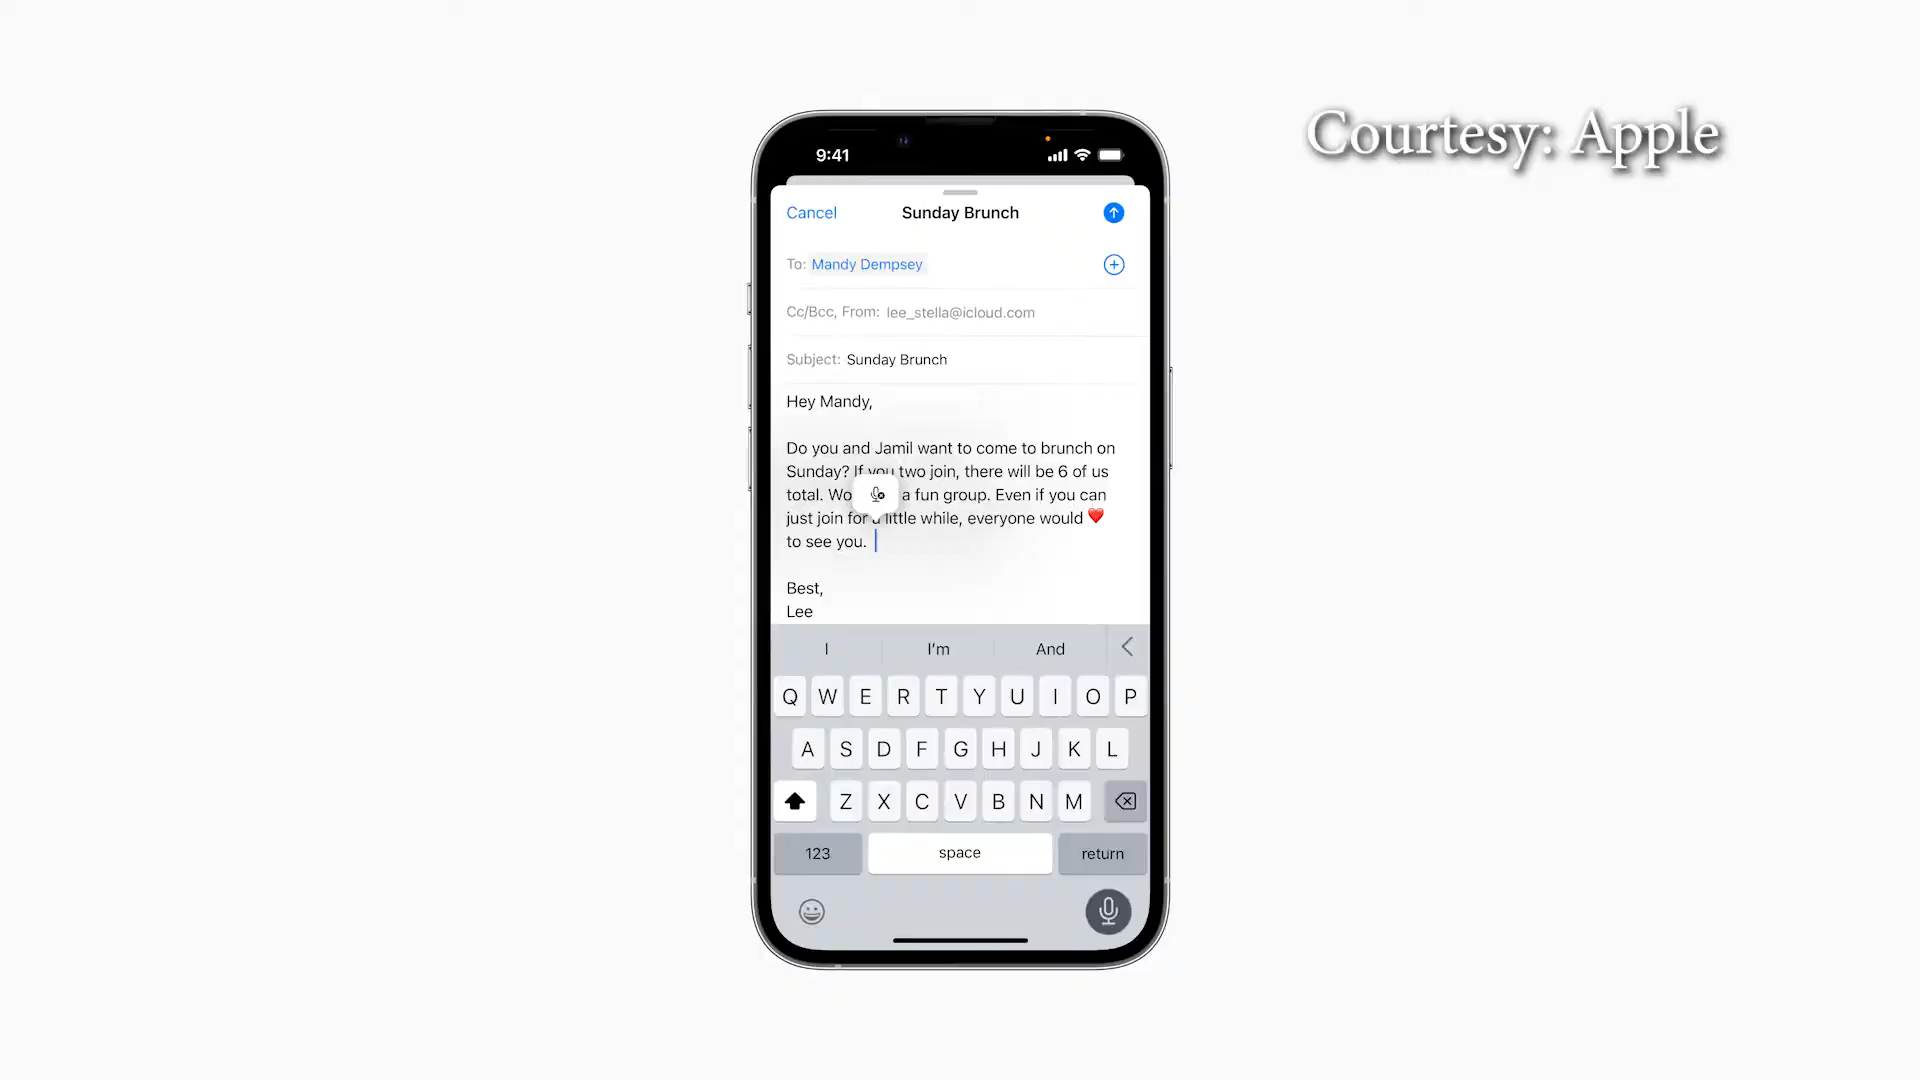 Courtesy: Apple
9:41
Cancel Sunday Brunch
To: Mandy Dempsey
Cc/Bcc, From: lee_stella@icloud.com
Subject: Sunday Brunch
Hey Mandy,
Do you and Jamil want to come to brunch on
Sunday? If you two join, there will be 6 of us
total. Wo a fun group. Even if you can
just join for a little while, everyone would ❤️
to see you.
Best,
Lee
I I'm And
Q W E R T Y U I O P
A S D F G H J K L
Z X C V B N M
123 space return